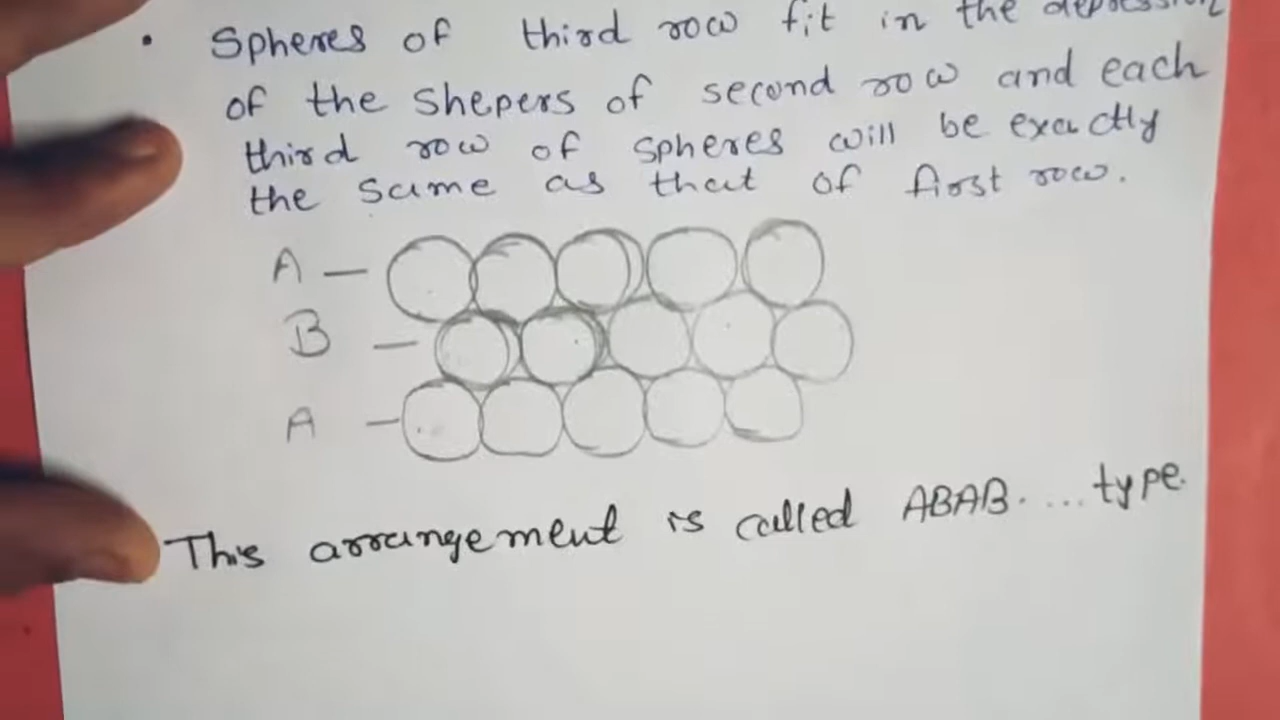 • Spheres of third row fit in the depression
of the shepers of second row and each
third row of spheres will be exactly
the same as that of first row.
A –
B –
A –
This arrangement is called ABAB. ... type.